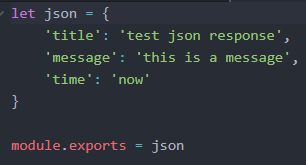 let json = {
    'title': 'test json response',
    'message': 'this is a message',
    'time': 'now'
}

module.exports = json